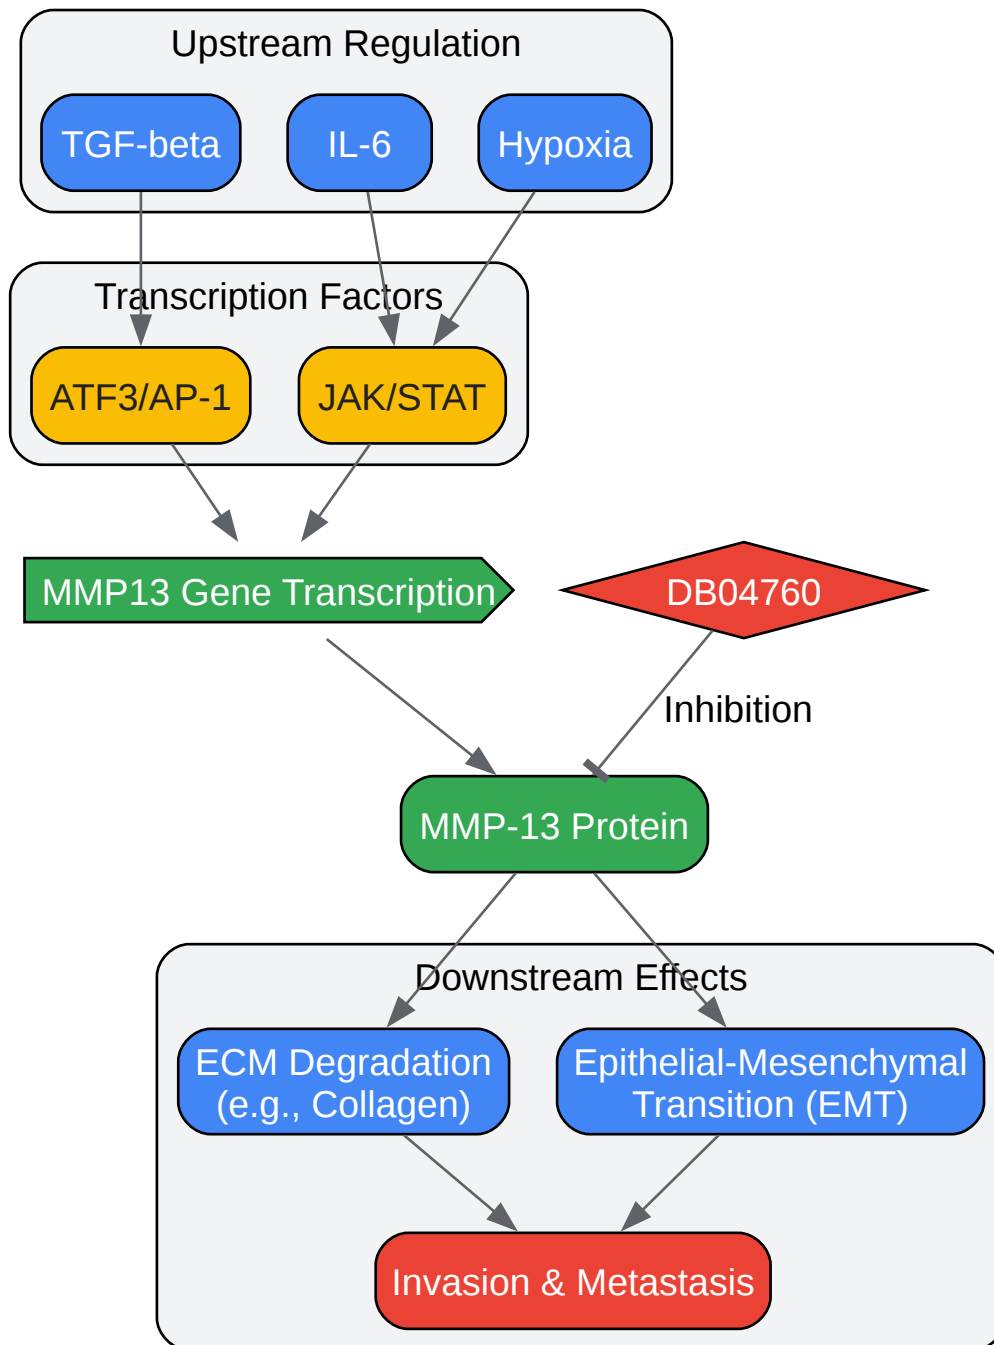 Upstream Regulation
TGF-beta
IL-6
Hypoxia
Transcription Factors
ATF3/AP-1
JAK/STAT
MMP13 Gene Transcription
DB04760
Inhibition
MMP-13 Protein
Downstream Effects
ECM Degradation
(e.g., Collagen)
Epithelial-Mesenchymal
Transition (EMT)
Invasion & Metastasis